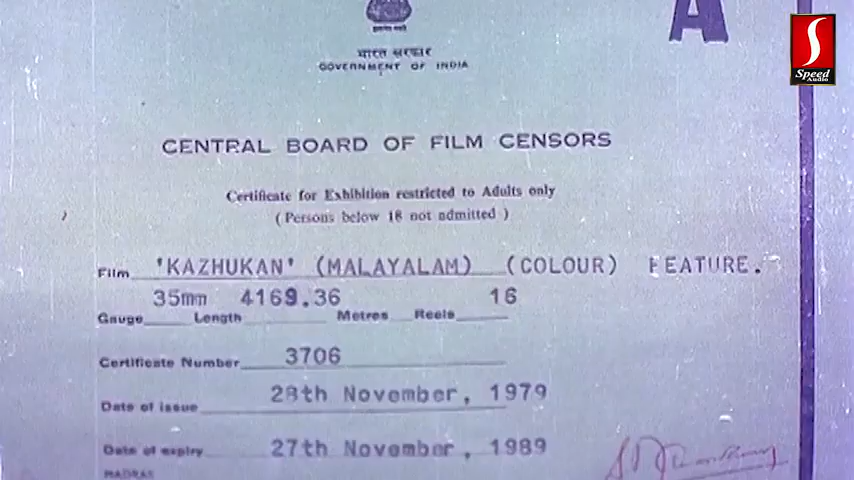 A
S
Speed
Audio
भारत सरकार
GOVERNMENT OF INDIA
CENTRAL BOARD OF FILM CENSORS
Certificate for Exhibition restricted to Adults only
( Persons below 18 not admitted )
Film 'KAZHUKAN' (MALAYALAM) (COLOUR) FEATURE.
Gauge 35mm Length 4169.36 Metres Reels 16
Certificate Number 3706
Date of issue 28th November, 1979
Date of expiry 27th November, 1989
MADRAS